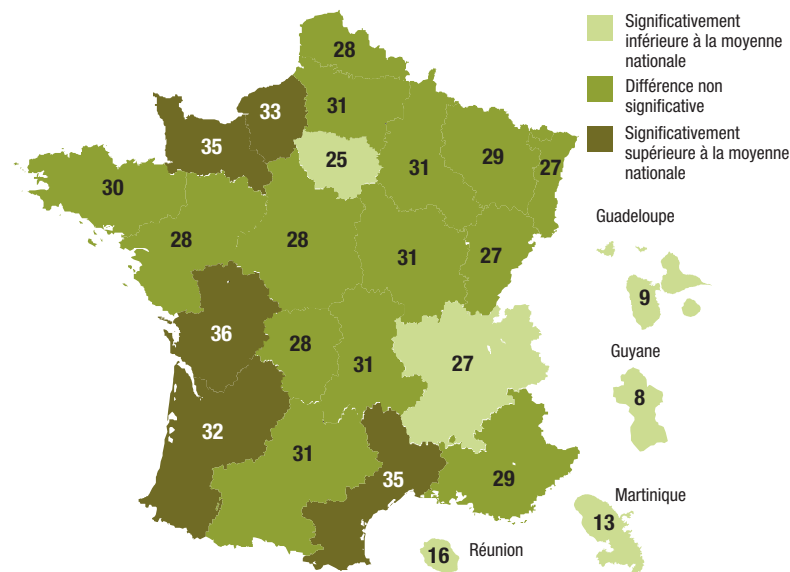 Significativement
inférieure à la moyenne
nationale
Différence non
significative
Significativement
supérieure à la moyenne
nationale
28
33
31
35
25
31
29
27
30
28
28
31
27
Guadeloupe
9
36
28
31
27
Guyane
8
32
31
35
29
Martinique
13
16
Réunion